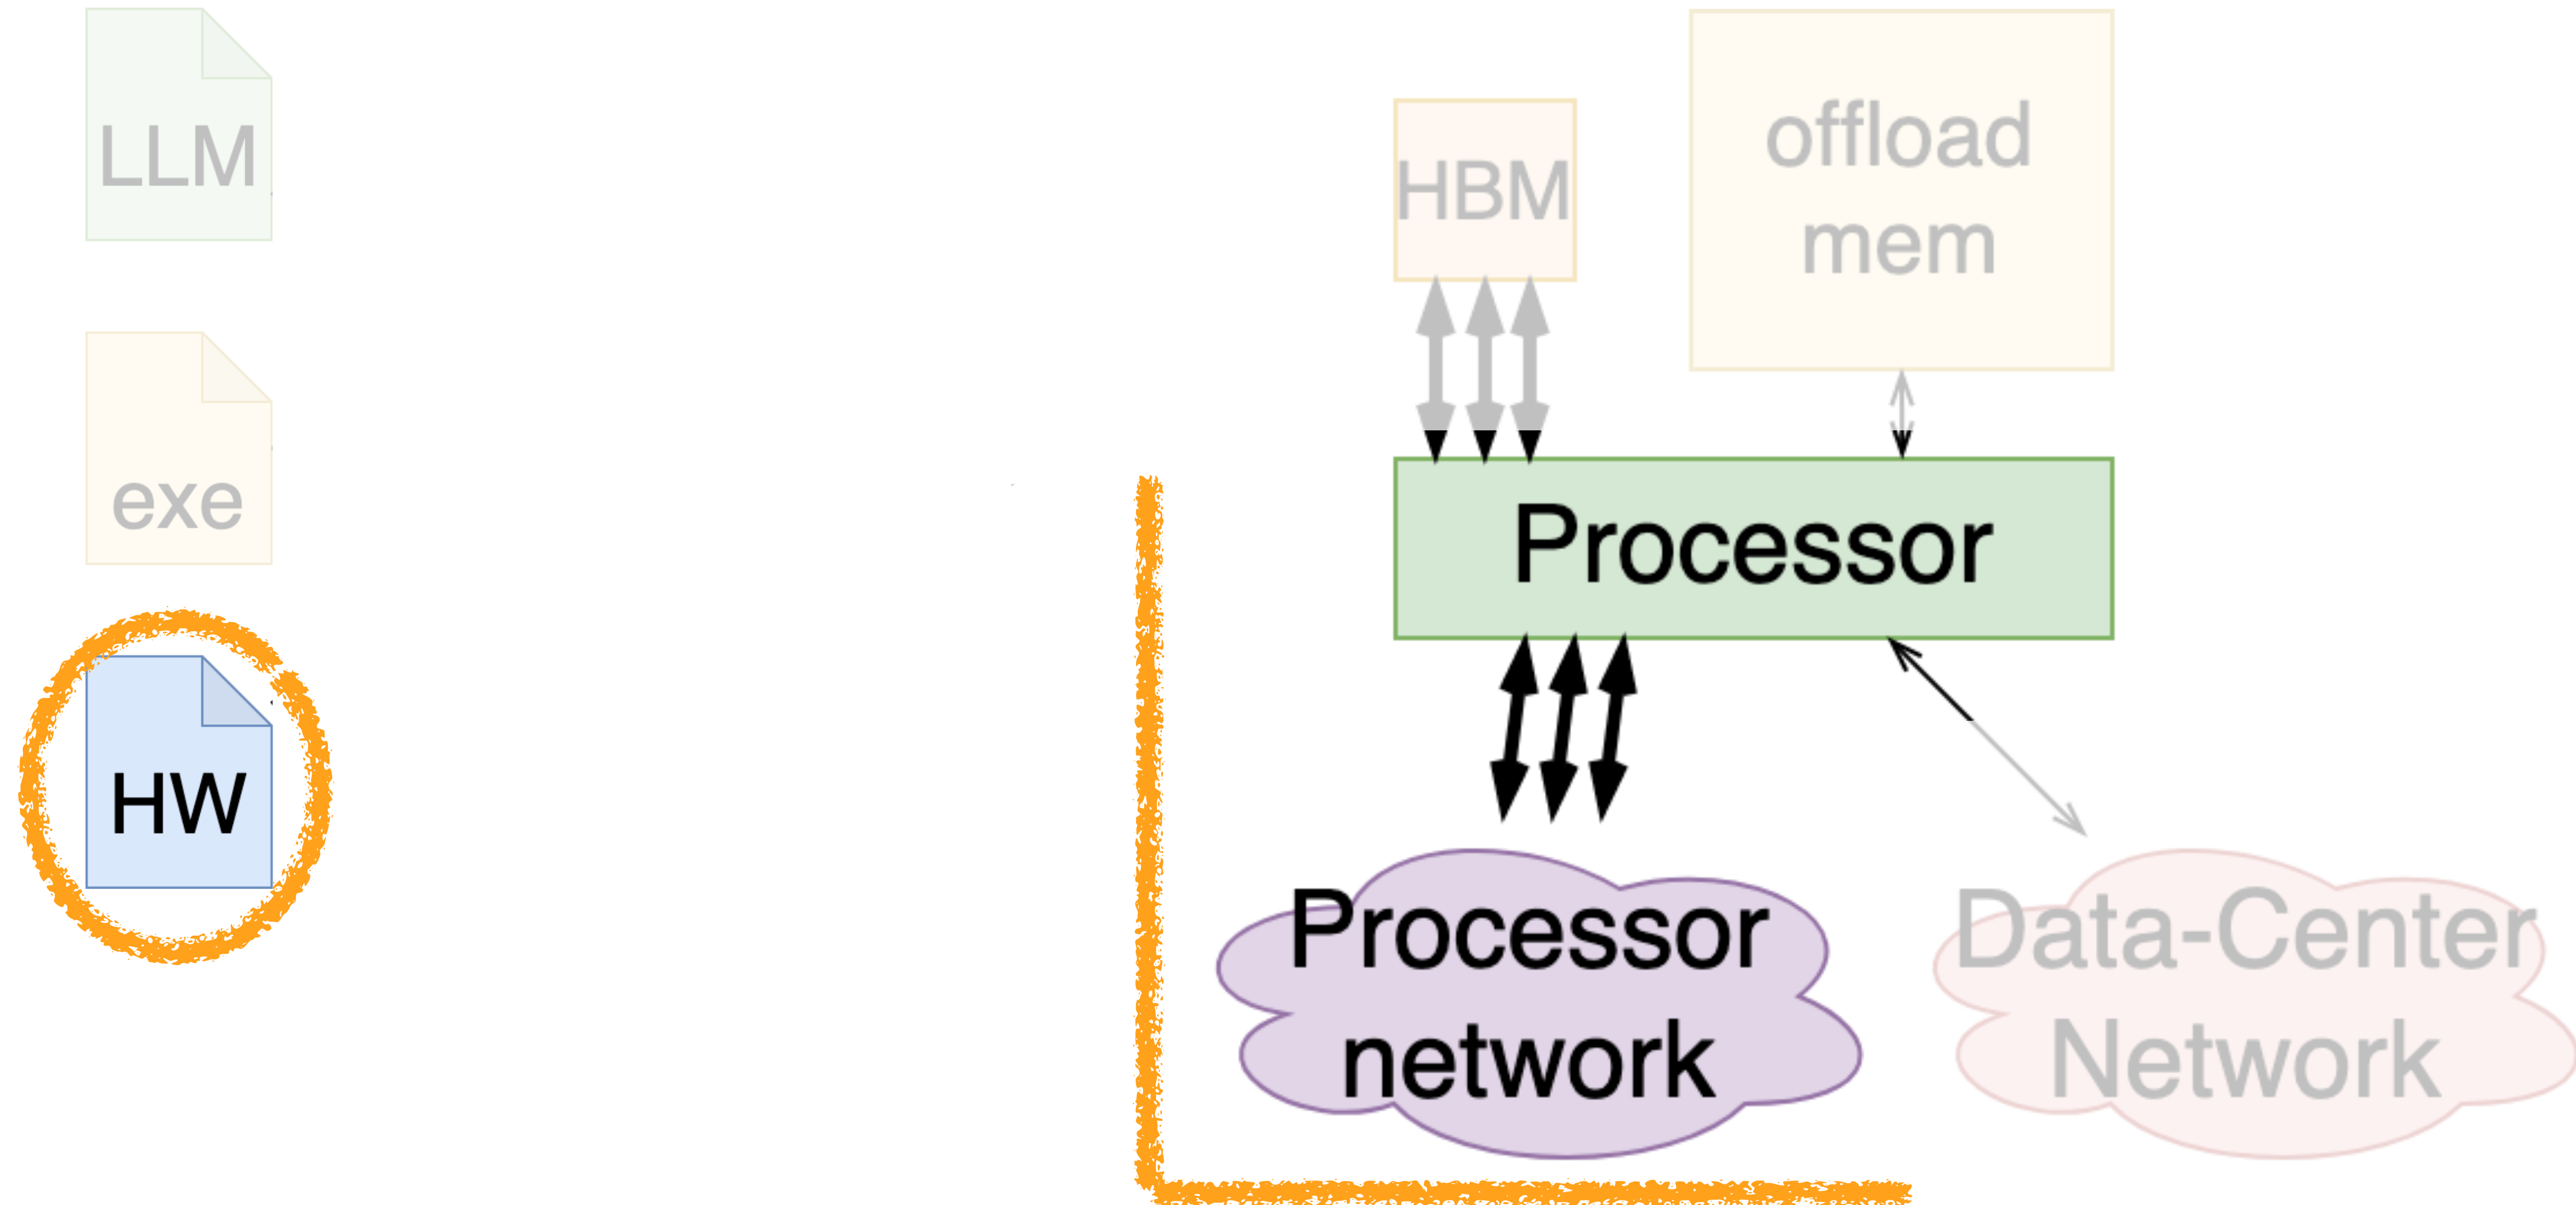 LLM
exe
HW
HBM
offload
mem
Processor
Processor
network
Data-Center
Network